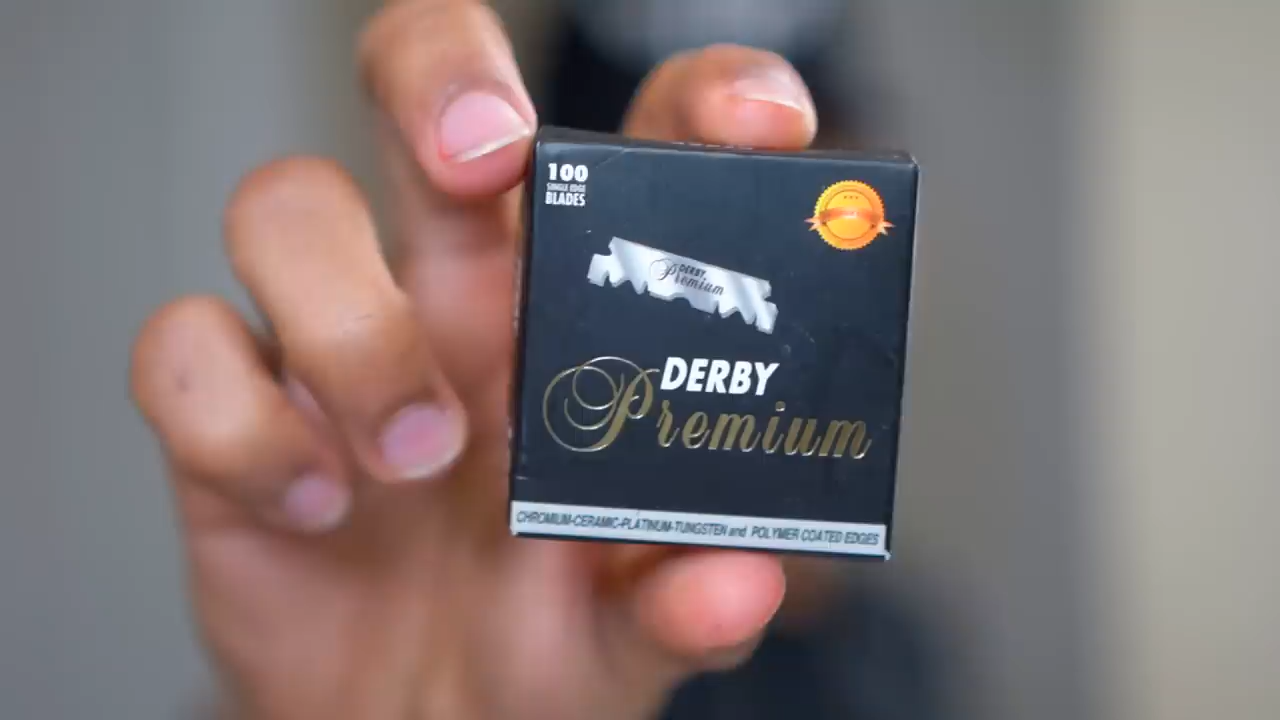 100
SINGLE EDGE
BLADES
DERBY
Premium
DERBY
Premium
CHROMIUM-CERAMIC-PLATINUM-TUNGSTEN and POLYMER COATED EDGES